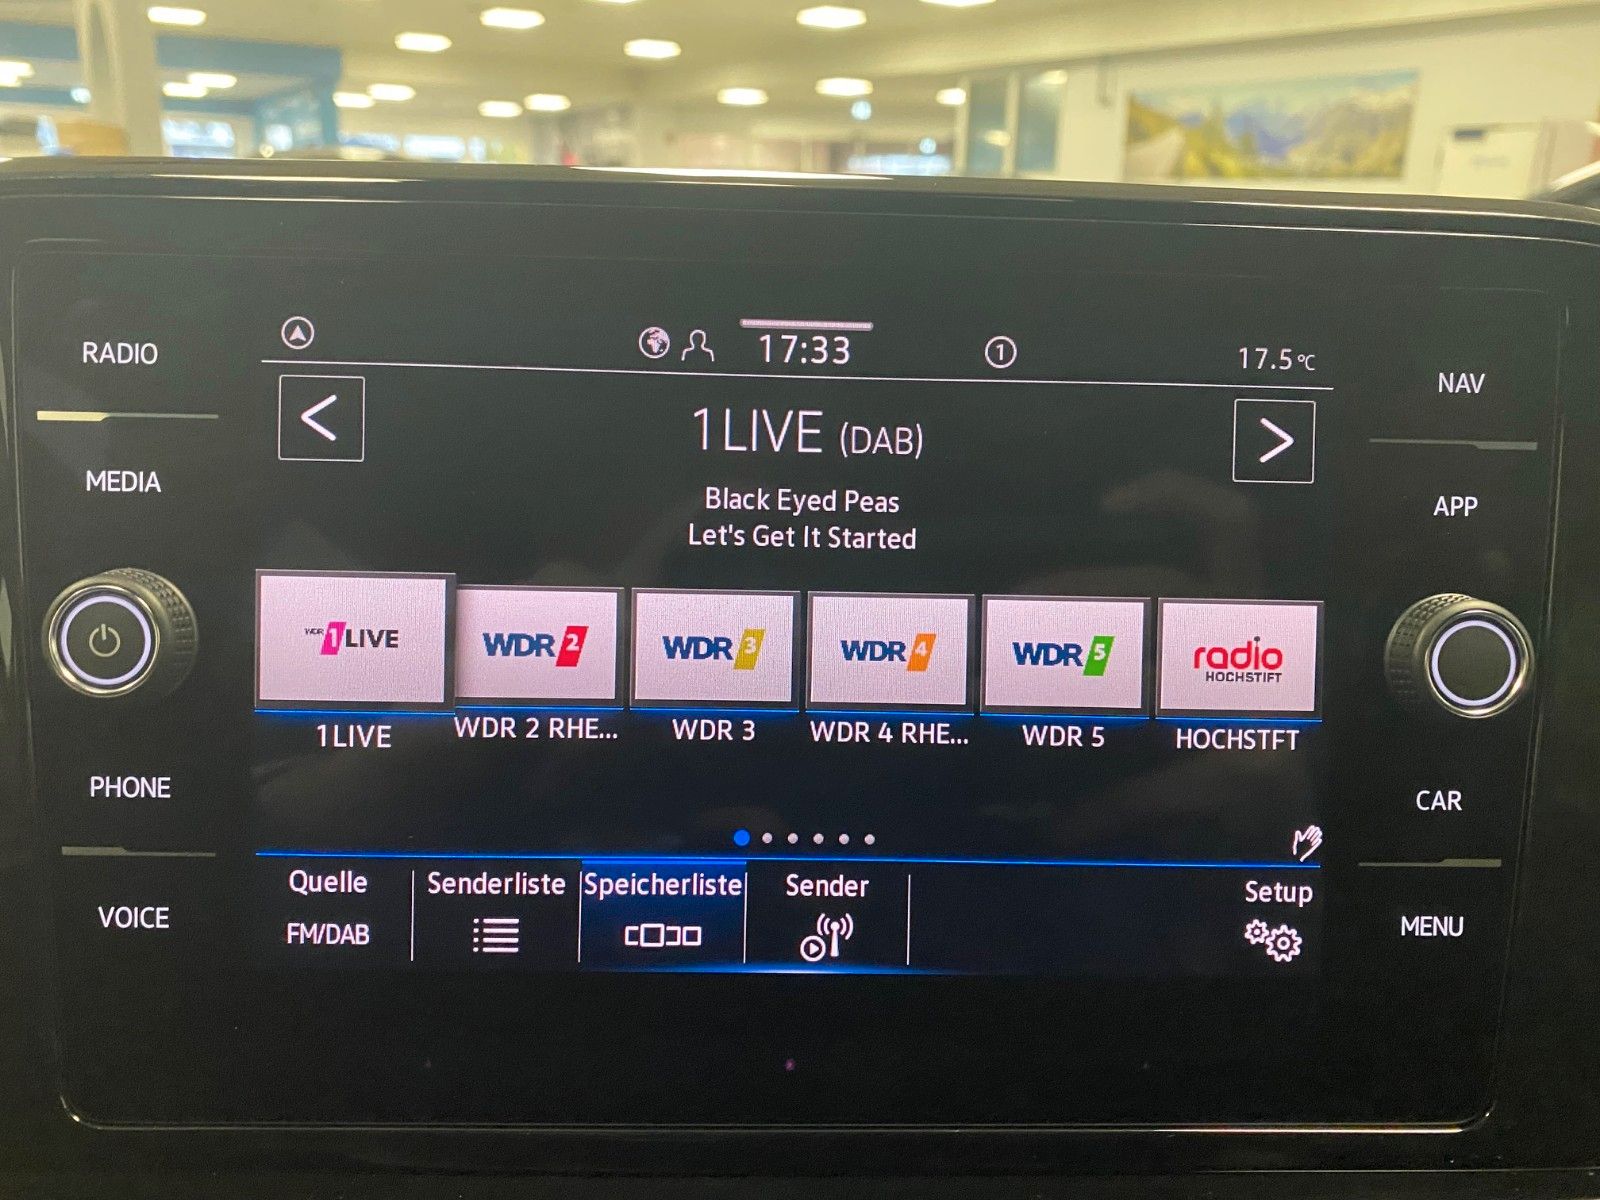 RADIO
MEDIA
PHONE
VOICE
17:33
1
17.5°C
<
1LIVE (DAB)
>
Black Eyed Peas
Let's Get It Started
WDR 1LIVE
WDR 2
WDR 3
WDR 4
WDR 5
radio HOCHSTIFT
1LIVE
WDR 2 RHE...
WDR 3
WDR 4 RHE...
WDR 5
HOCHSTFT
Quelle
FM/DAB
Senderliste
Speicherliste
Sender
Setup
NAV
APP
CAR
MENU